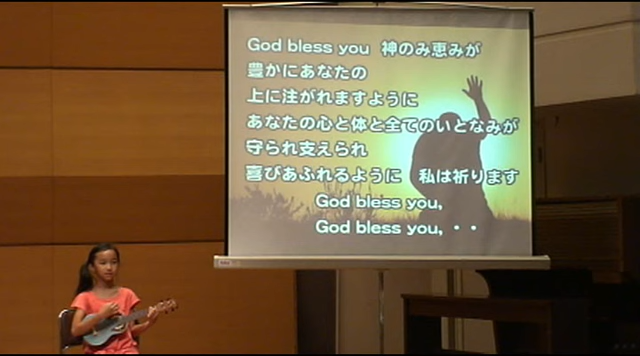 God bless you 神のみ恵みが
豊かにあなたの
上に注がれますように
あなたの心と体と全てのいとなみが
守られ支えられ
喜びあふれるように 私は祈ります
God bless you,
God bless you, ・・